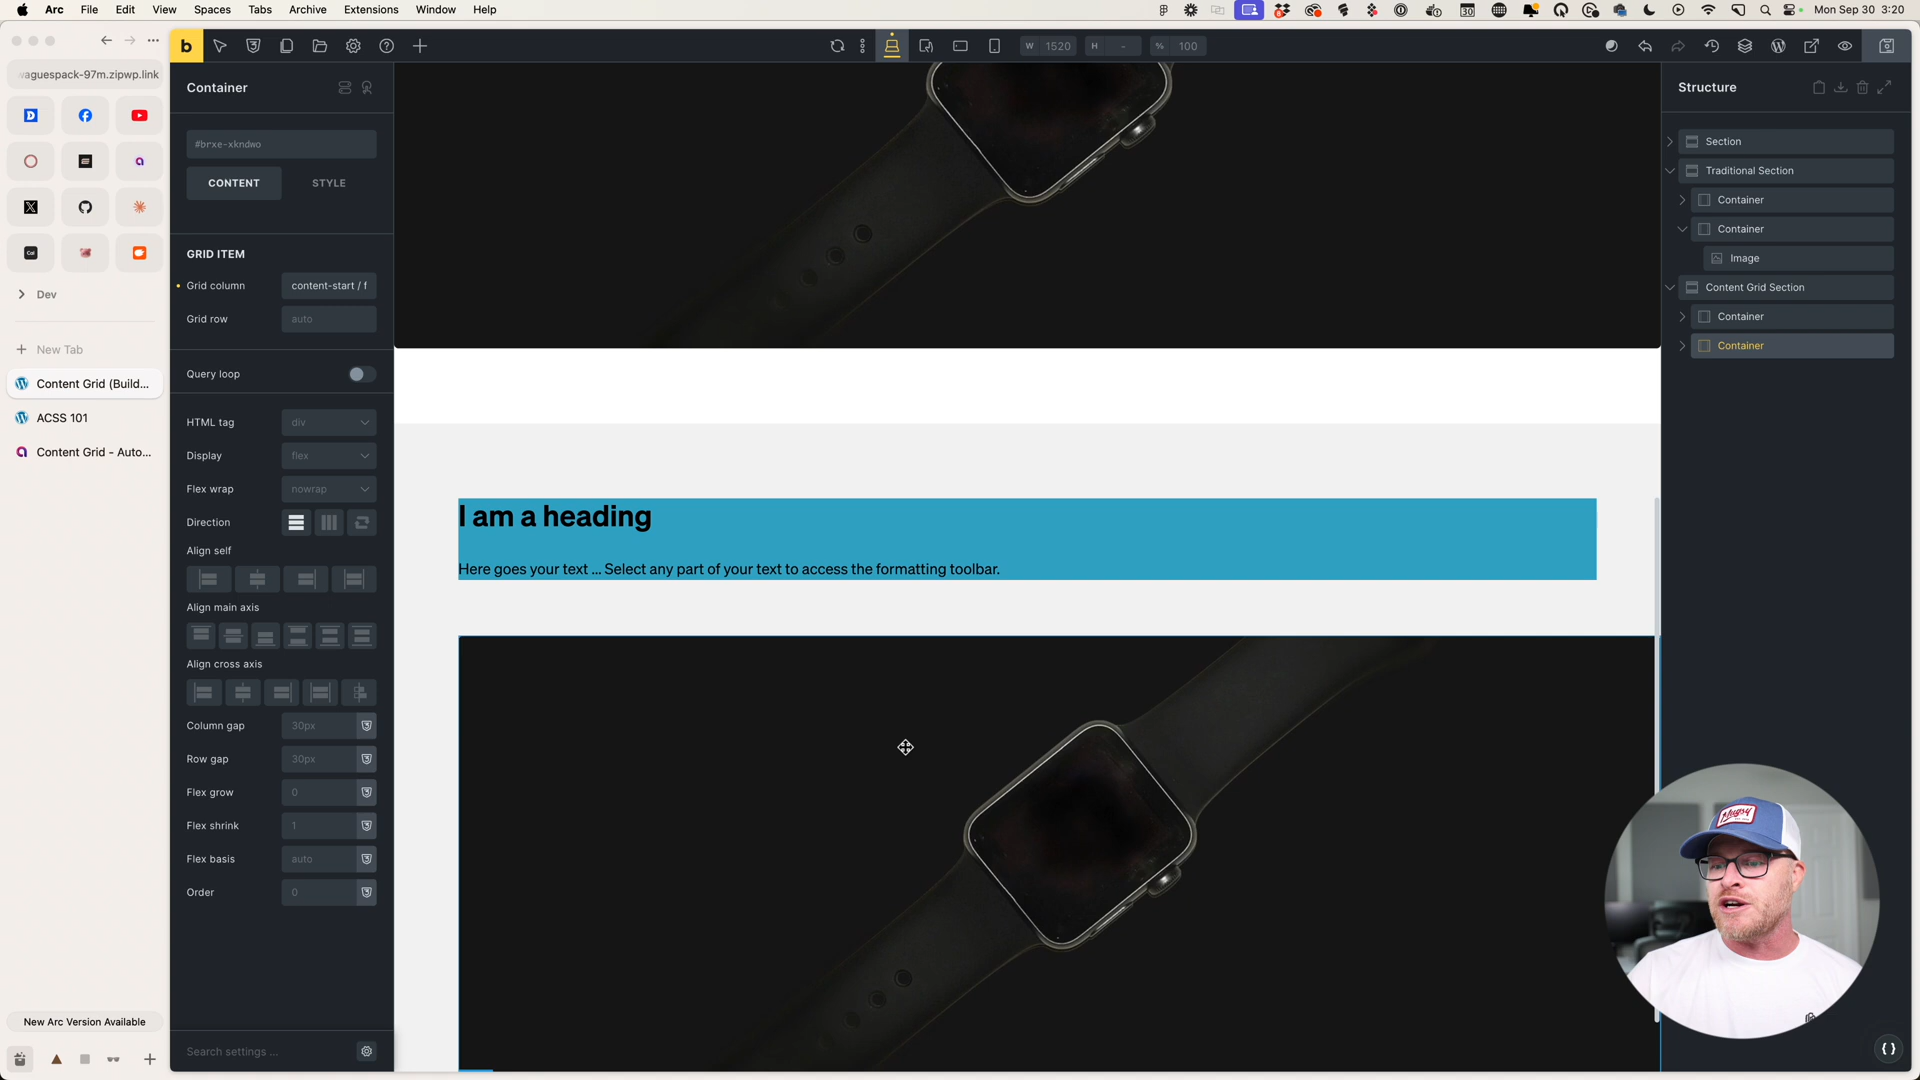 Arc File Edit View Spaces Tabs Archive Extensions Window Help
30
Mon Sep 30 3:20
aguespack-97m.zipwp.link
b
W 1520 H - % 100
Container
Structure
#brxe-xkndwo
CONTENT STYLE
GRID ITEM
Grid column content-start / f
Grid row auto
Query loop
HTML tag div
Display flex
Flex wrap nowrap
Direction
Align self
Align main axis
Align cross axis
Column gap 30px
Row gap 30px
Flex grow 0
Flex shrink 1
Flex basis auto
Order 0
Search settings ...
D
Cal
Dev
New Tab
Content Grid (Build...
ACSS 101
Content Grid – Auto...
New Arc Version Available
I am a heading
Here goes your text ... Select any part of your text to access the formatting toolbar.
Section
Traditional Section
Container
Container
Image
Content Grid Section
Container
Container
{ }